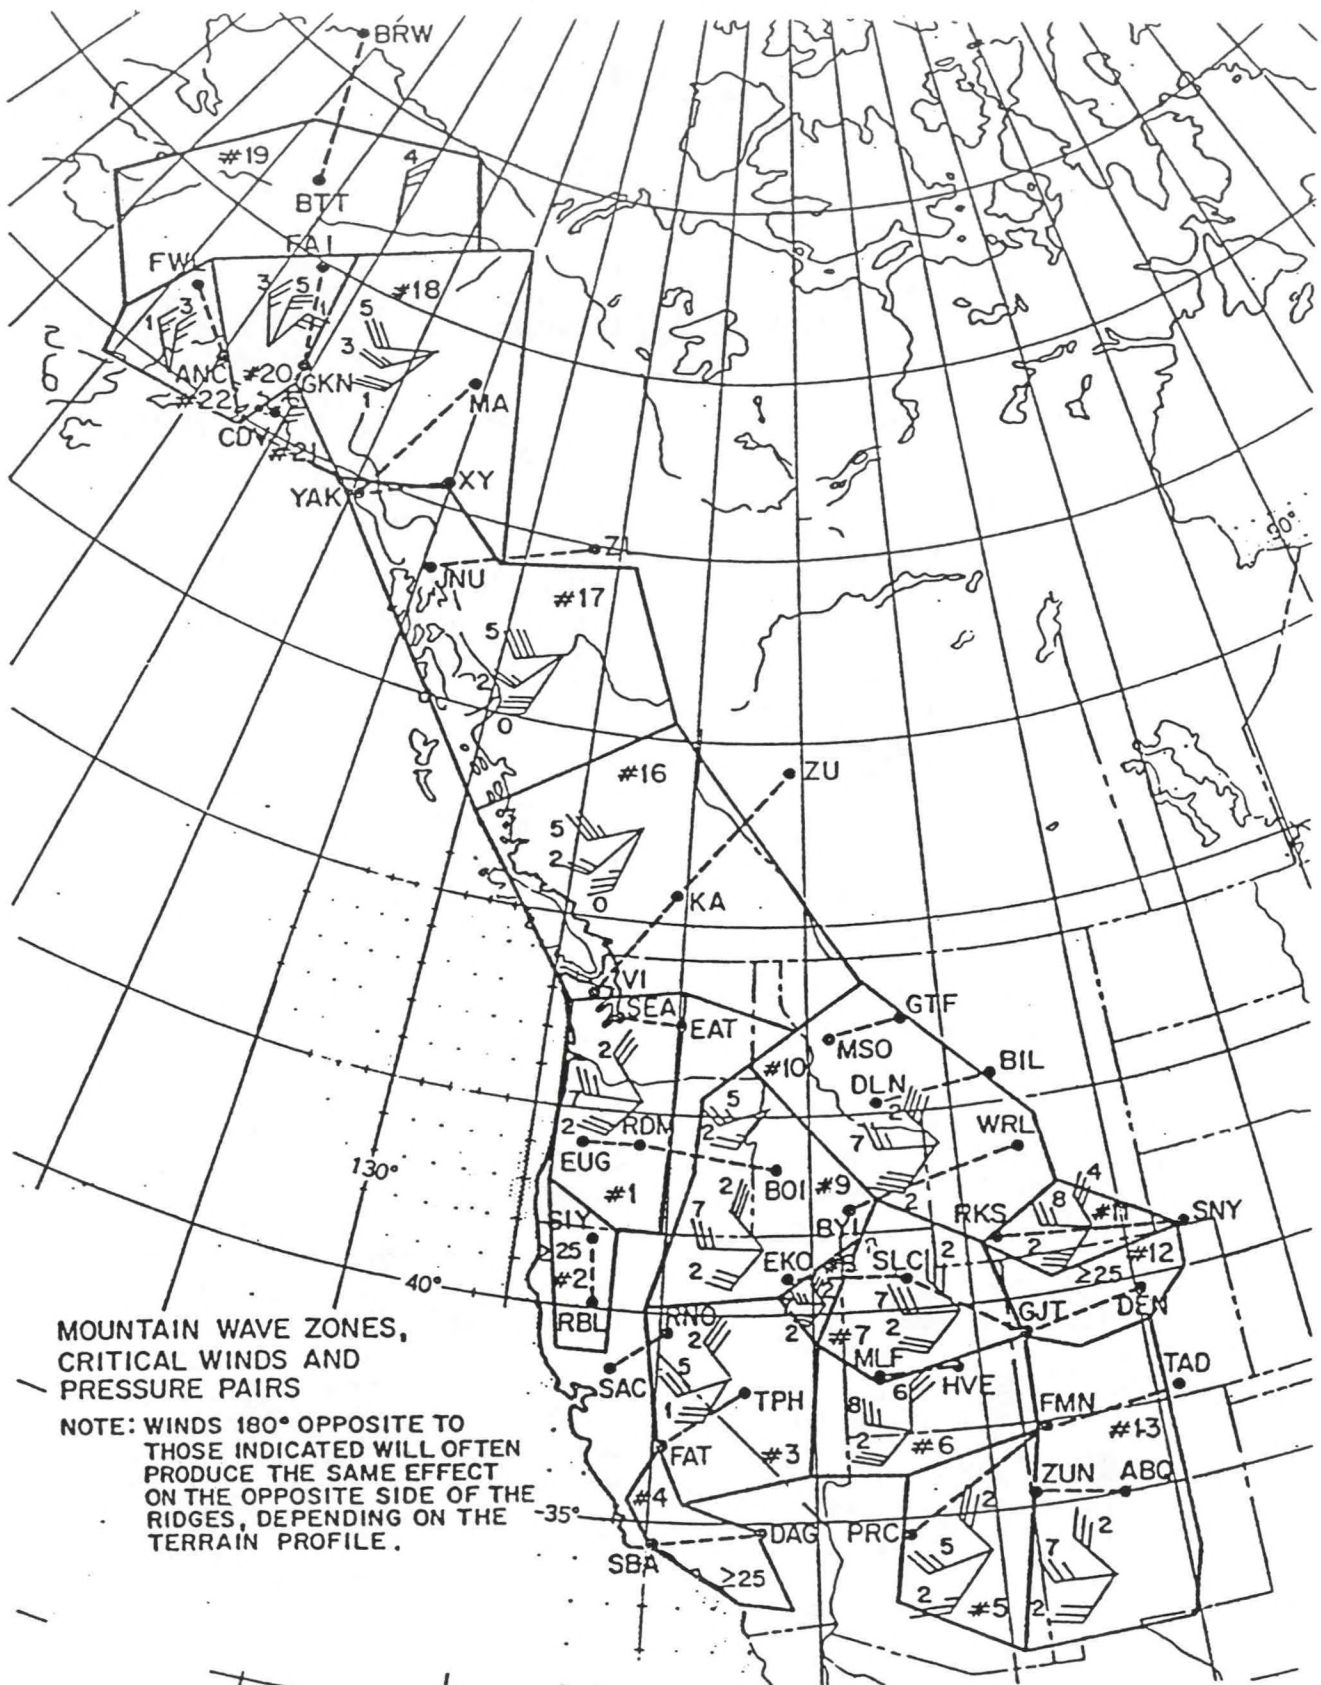 BRW
#19
4
BTT
FAI
FWL
3
5
1
#18
1
3
5
3
ANC
#20
GKN
1
MA
#22
CDV
#21
YAK
XY
ZI
JNU
#17
5
2
0
#16
ZU
5
2
0
KA
VI
SEA
EAT
GTF
2
MSO
#10
BIL
DLN
5
2
WRL
2
RDM
2
7
EUG
130°
BOI
#9
2
4
#1
2
8
#11
SNY
7
BYI
RKS
SIY
2
#12
25
EKO
SLC
≥25
#2
2
40°
2
7
DEN
RBL
RNO
2
2
GJT
#7
MOUNTAIN WAVE ZONES,
CRITICAL WINDS AND
PRESSURE PAIRS
MLF
TAD
5
SAC
6
HVE
TPH
8
FMN
1
2
#13
NOTE: WINDS 180° OPPOSITE TO
THOSE INDICATED WILL OFTEN
PRODUCE THE SAME EFFECT
ON THE OPPOSITE SIDE OF THE
RIDGES, DEPENDING ON THE
TERRAIN PROFILE.
FAT
#3
#6
ZUN
ABQ
#4
2
35°
DAG
PRC
2
SBA
5
7
≥25
2
#5
2